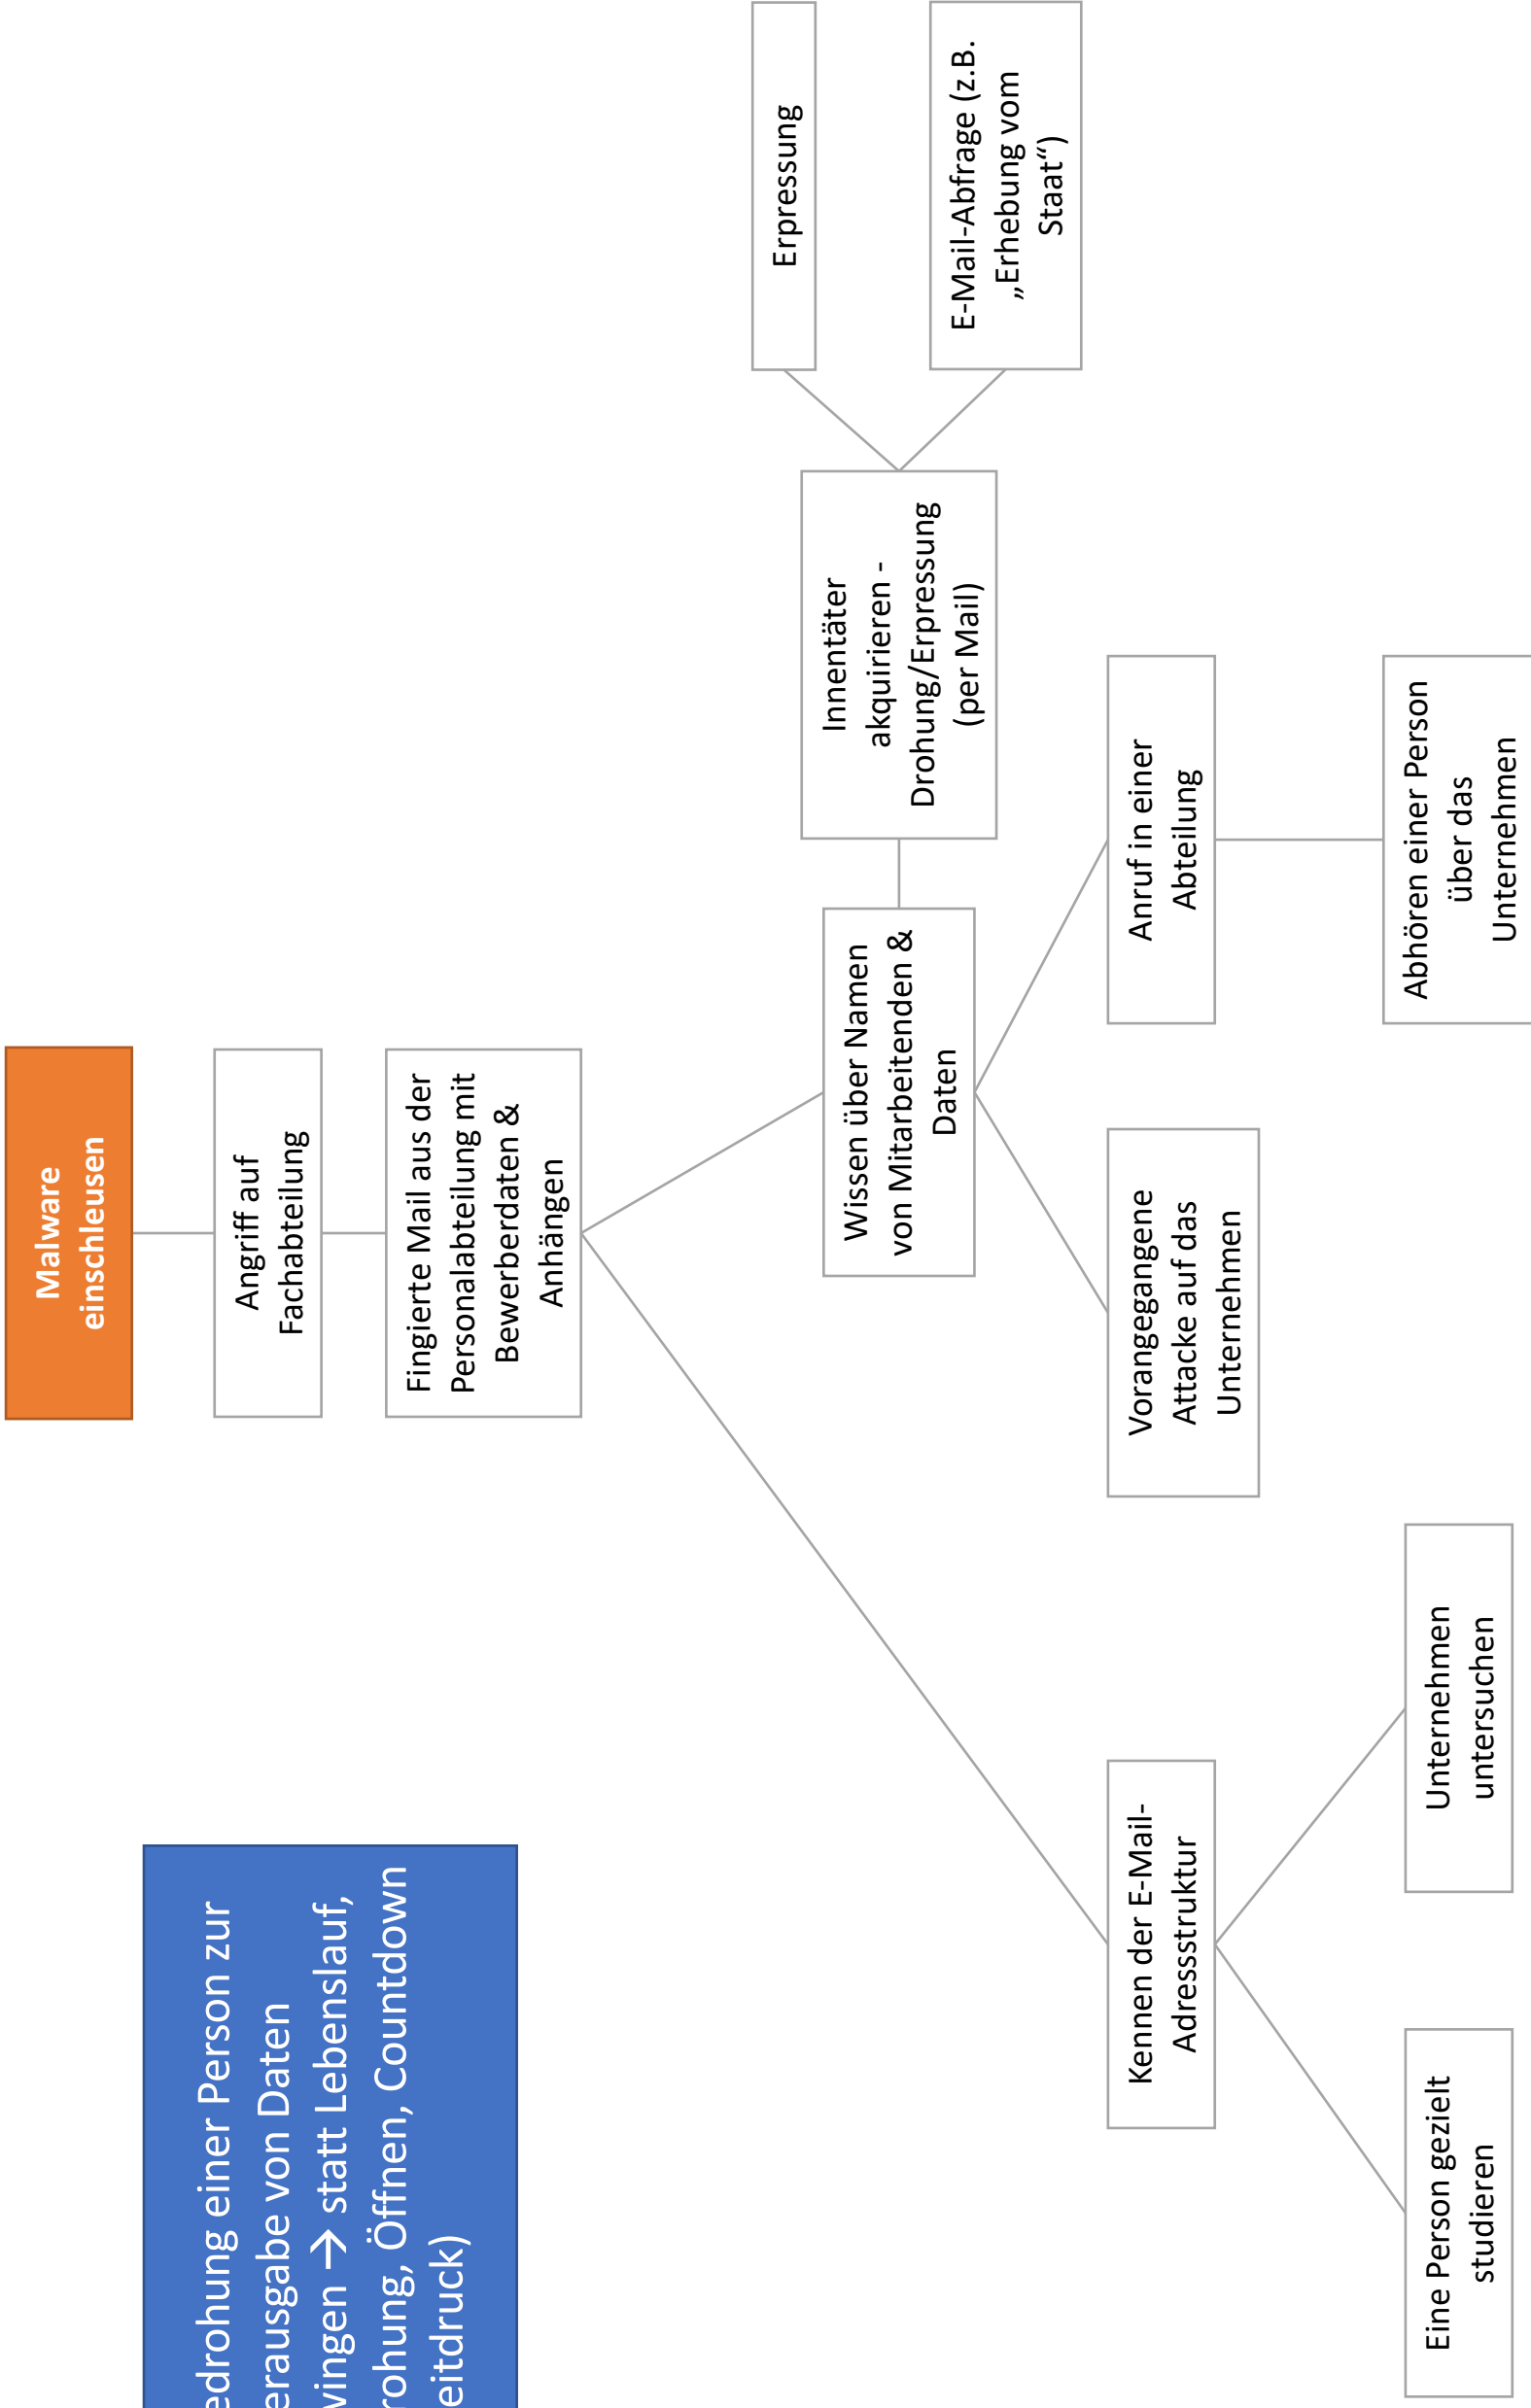 Malware
einschleusen
edrohung einer Person zur
erausgabe von Daten
wingen → statt Lebenslauf,
rohung, Öffnen, Countdown
eitdruck)
Angriff auf
Fachabteilung
Fingierte Mail aus der
Personalabteilung mit
Bewerberdaten &
Anhängen
Wissen über Namen
von Mitarbeitenden &
Daten
Innentäter
akquirieren -
Drohung/Erpressung
(per Mail)
Erpressung
E-Mail-Abfrage (z.B.
„Erhebung vom
Staat“)
Kennen der E-Mail-
Adressstruktur
Vorangegangene
Attacke auf das
Unternehmen
Anruf in einer
Abteilung
Eine Person gezielt
studieren
Unternehmen
untersuchen
Abhören einer Person
über das
Unternehmen